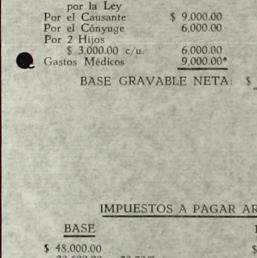 por la Ley
Por el Causante $ 9,000.00
Por el Cónyuge 6,000.00
Por 2 Hijos
$ 3,000.00 c/u. 6,000.00
Gastos Médicos 9,000.00*
BASE GRAVABLE NETA: $
IMPUESTOS A PAGAR AR
BASE
$ 48,000.00 $